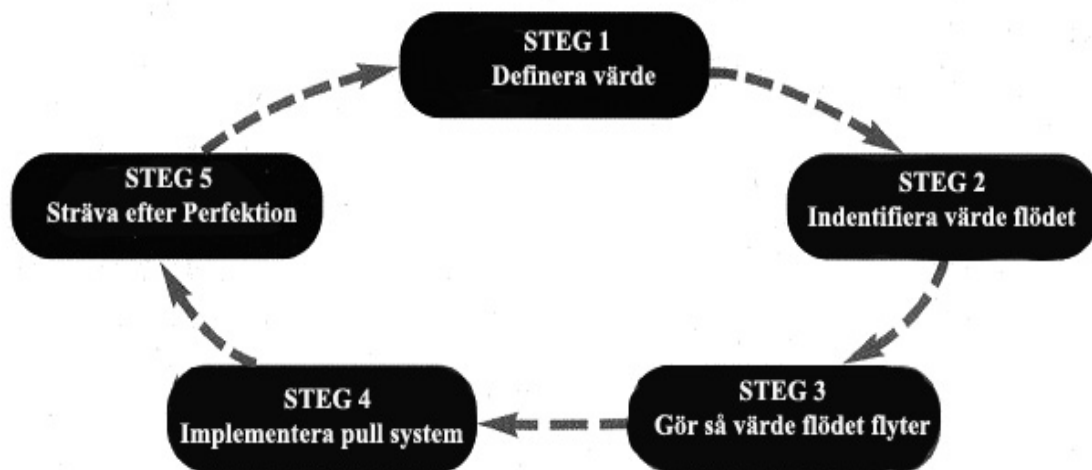 STEG 1
Definera värde
STEG 2
Indentifiera värde flödet
STEG 3
Gör så värde flödet flyter
STEG 4
Implementera pull system
STEG 5
Sträva efter Perfektion